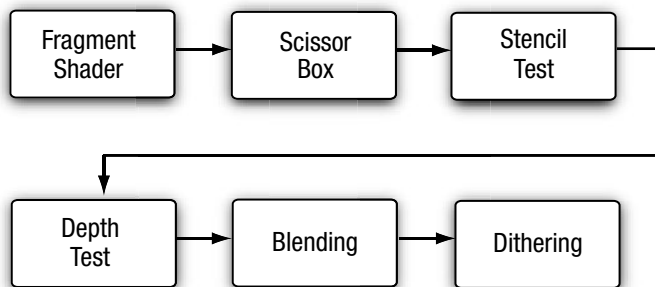 Fragment
Shader
Scissor
Box
Stencil
Test
Depth
Test
Blending
Dithering